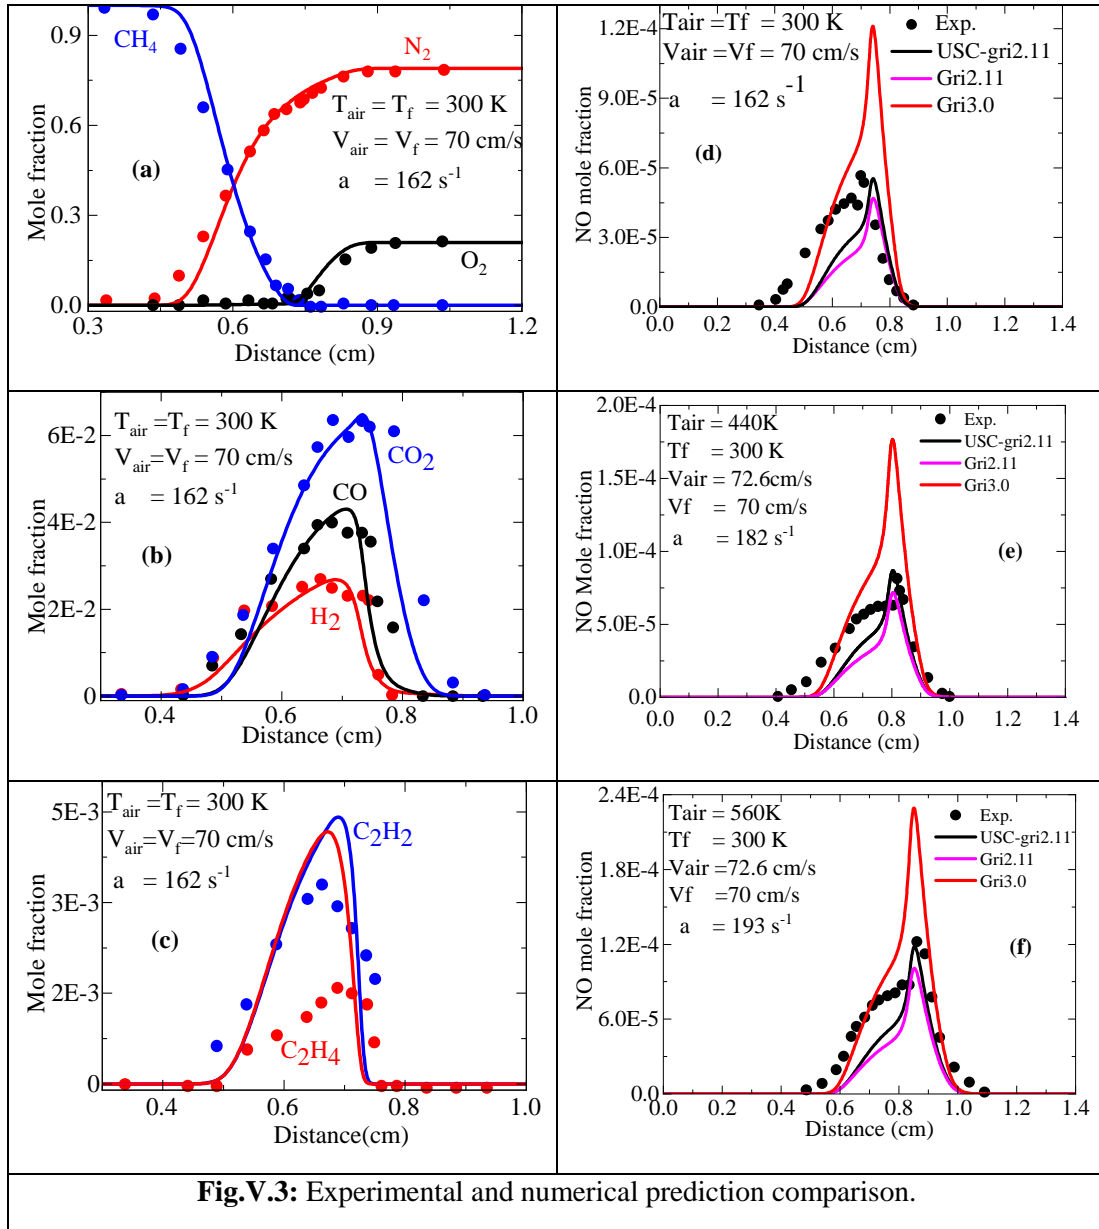 0.9
0.6
0.3
0.0
Mole fraction
CH4
N2
O2
Tair = Tf = 300 K
Vair = Vf = 70 cm/s
a = 162 s-1
(a)
0.3 0.6 0.9 1.2
Distance (cm)
1.2E-4
9.0E-5
6.0E-5
3.0E-5
0.0
NO mole fraction
Tair =Tf = 300 K
Vair =Vf = 70 cm/s
a = 162 s-1
Exp.
USC-gri2.11
Gri2.11
Gri3.0
(d)
0.0 0.2 0.4 0.6 0.8 1.0 1.2 1.4
Distance (cm)
6E-2
4E-2
2E-2
0
Mole fraction
Tair =Tf = 300 K
Vair=Vf = 70 cm/s
a = 162 s-1
CO2
CO
H2
(b)
0.4 0.6 0.8 1.0
Distance (cm)
2.0E-4
1.5E-4
1.0E-4
5.0E-5
0.0
NO Mole fraction
Tair = 440K
Tf = 300 K
Vair = 72.6cm/s
Vf = 70 cm/s
a = 182 s-1
Exp.
USC-gri2.11
Gri2.11
Gri3.0
(e)
0.0 0.2 0.4 0.6 0.8 1.0 1.2 1.4
Distance (cm)
5E-3
3E-3
2E-3
0
Mole fraction
Tair =Tf = 300 K
Vair=Vf=70 cm/s
a = 162 s-1
C2H2
C2H4
(c)
0.4 0.6 0.8 1.0
Distance(cm)
2.4E-4
1.8E-4
1.2E-4
6.0E-5
0.0
NO mole fraction
Tair = 560K
Tf = 300 K
Vair =72.6 cm/s
Vf =70 cm/s
a = 193 s-1
Exp.
USC-gri2.11
Gri2.11
Gri3.0
(f)
0.0 0.2 0.4 0.6 0.8 1.0 1.2 1.4
Distance (cm)
Fig.V.3: Experimental and numerical prediction comparison.